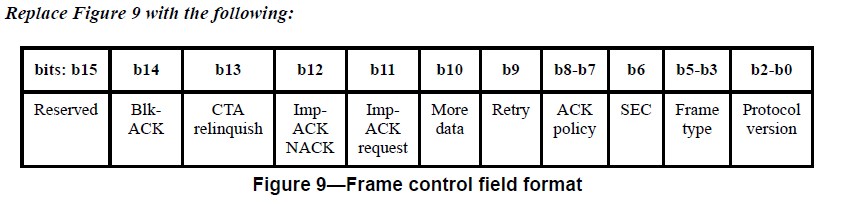 Replace Figure 9 with the following:
bits: b15 b14 b13 b12 b11 b10 b9 b8-b7 b6 b5-b3 b2-b0
Reserved Blk- CTA Imp- Imp- More Retry ACK SEC Frame Protocol
ACK relinquish ACK ACK data policy type version
NACK request
Figure 9—Frame control field format